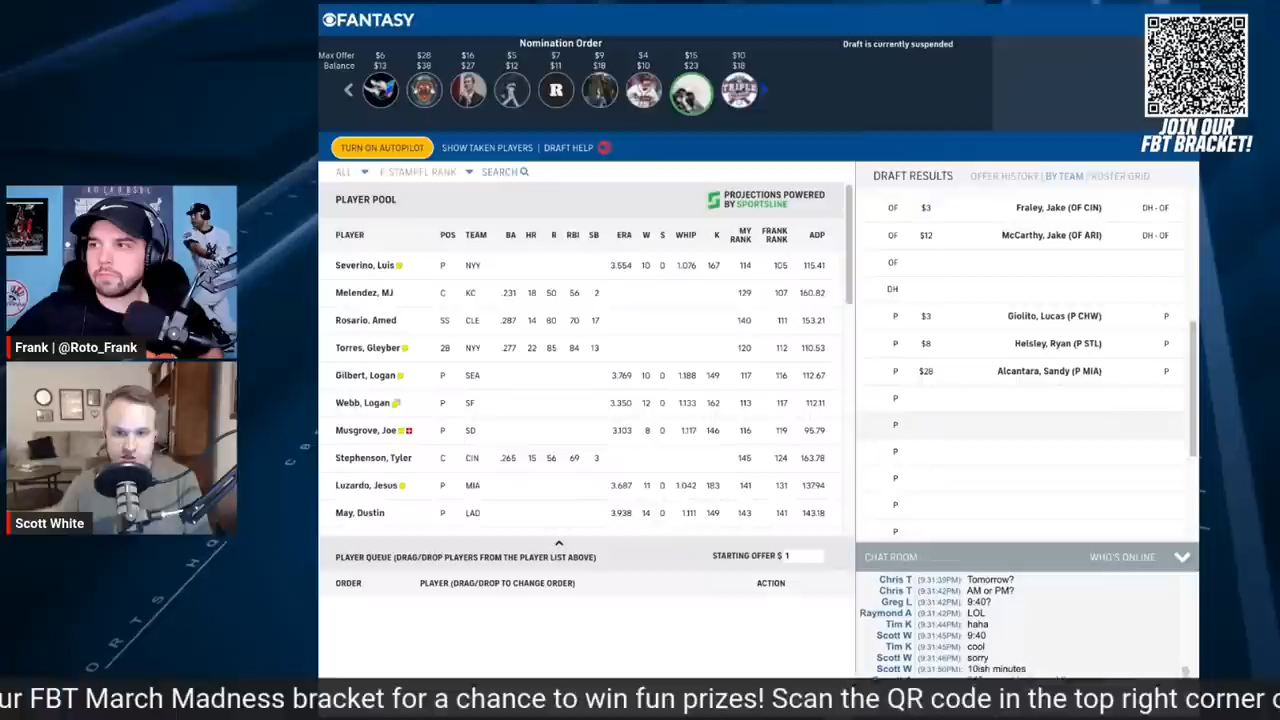 FANTASY
Nomination Order
Draft is currently suspended
Max Offer $6 $28 $16 $5 $7 $9 $4 $15 $10
Balance $13 $38 $27 $12 $11 $18 $10 $23 $18
R
TRIPLE
JOIN OUR
FBT BRACKET!
TURN ON AUTOPILOT SHOW TAKEN PLAYERS | DRAFT HELP
ALL F STAMPFL RANK SEARCH
PLAYER POOL
PROJECTIONS POWERED
BY SPORTSLINE
PLAYER POS TEAM BA HR R RBI SB ERA W S WHIP K MY RANK FRANK RANK ADP
Severino, Luis P NYY 3.554 10 0 1.076 167 114 105 115.41
Melendez, MJ C KC .231 18 50 56 2 129 107 160.82
Rosario, Amed SS CLE .287 14 80 70 17 140 111 153.21
Torres, Gleyber 2B NYY .277 22 85 84 13 120 112 110.53
Gilbert, Logan P SEA 3.769 10 0 1.188 149 117 116 112.67
Webb, Logan P SF 3.350 12 0 1.133 162 113 117 112.11
Musgrove, Joe P SD 3.103 8 0 1.117 146 116 119 95.79
Stephenson, Tyler C CIN .265 15 56 69 3 145 124 163.78
Luzardo, Jesus P MIA 3.687 11 0 1.042 183 141 131 137.94
May, Dustin P LAD 3.938 14 0 1.111 149 143 141 143.18
PLAYER QUEUE (DRAG/DROP PLAYERS FROM THE PLAYER LIST ABOVE) STARTING OFFER $ 1
ORDER PLAYER (DRAG/DROP TO CHANGE ORDER) ACTION
DRAFT RESULTS OFFER HISTORY | BY TEAM | ROSTER GRID
OF $3 Fraley, Jake (OF CIN) DH - OF
OF $12 McCarthy, Jake (OF ARI) DH - OF
OF
DH
P $3 Giolito, Lucas (P CHW) P
P $8 Helsley, Ryan (P STL) P
P $28 Alcantara, Sandy (P MIA) P
P
P
P
P
P
P
CHAT ROOM WHO'S ONLINE
Chris T (9:31:39PM): Tomorrow?
Chris T (9:31:42PM): AM or PM?
Greg L (9:31:42PM): 9:40?
Raymond A (9:31:42PM): LOL
Tim K (9:31:44PM): haha
Scott W (9:31:45PM): 9:40
Tim K (9:31:45PM): cool
Scott W (9:31:46PM): sorry
Scott W (9:31:50PM): 10ish minutes
Frank | @Roto_Frank
Scott White
ur FBT March Madness bracket for a chance to win fun prizes! Scan the QR code in the top right corner